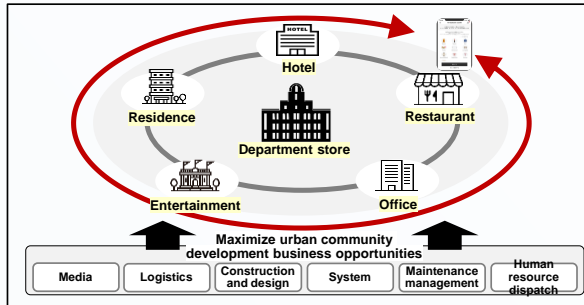 HOTEL
Hotel
Residence
Restaurant
Department store
Entertainment
Office
Maximize urban community
development business opportunities
Media
Logistics
Construction
and design
System
Maintenance
management
Human
resource
dispatch